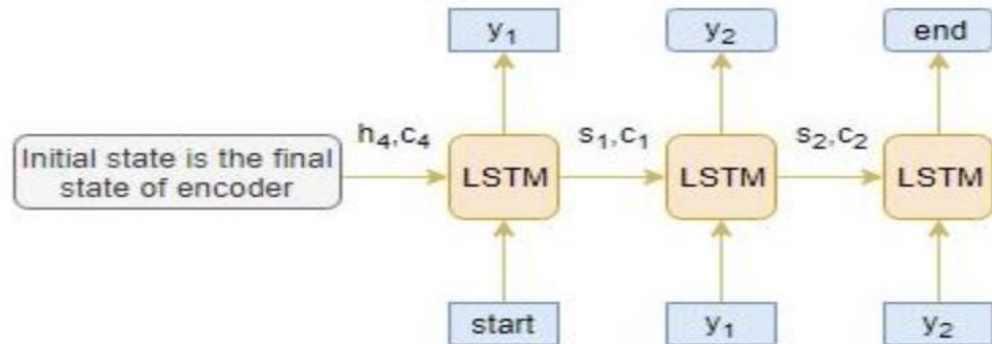 y₁
y₂
end
h₄,c₄
s₁,c₁
s₂,c₂
Initial state is the final
state of encoder
LSTM
LSTM
LSTM
start
y₁
y₂